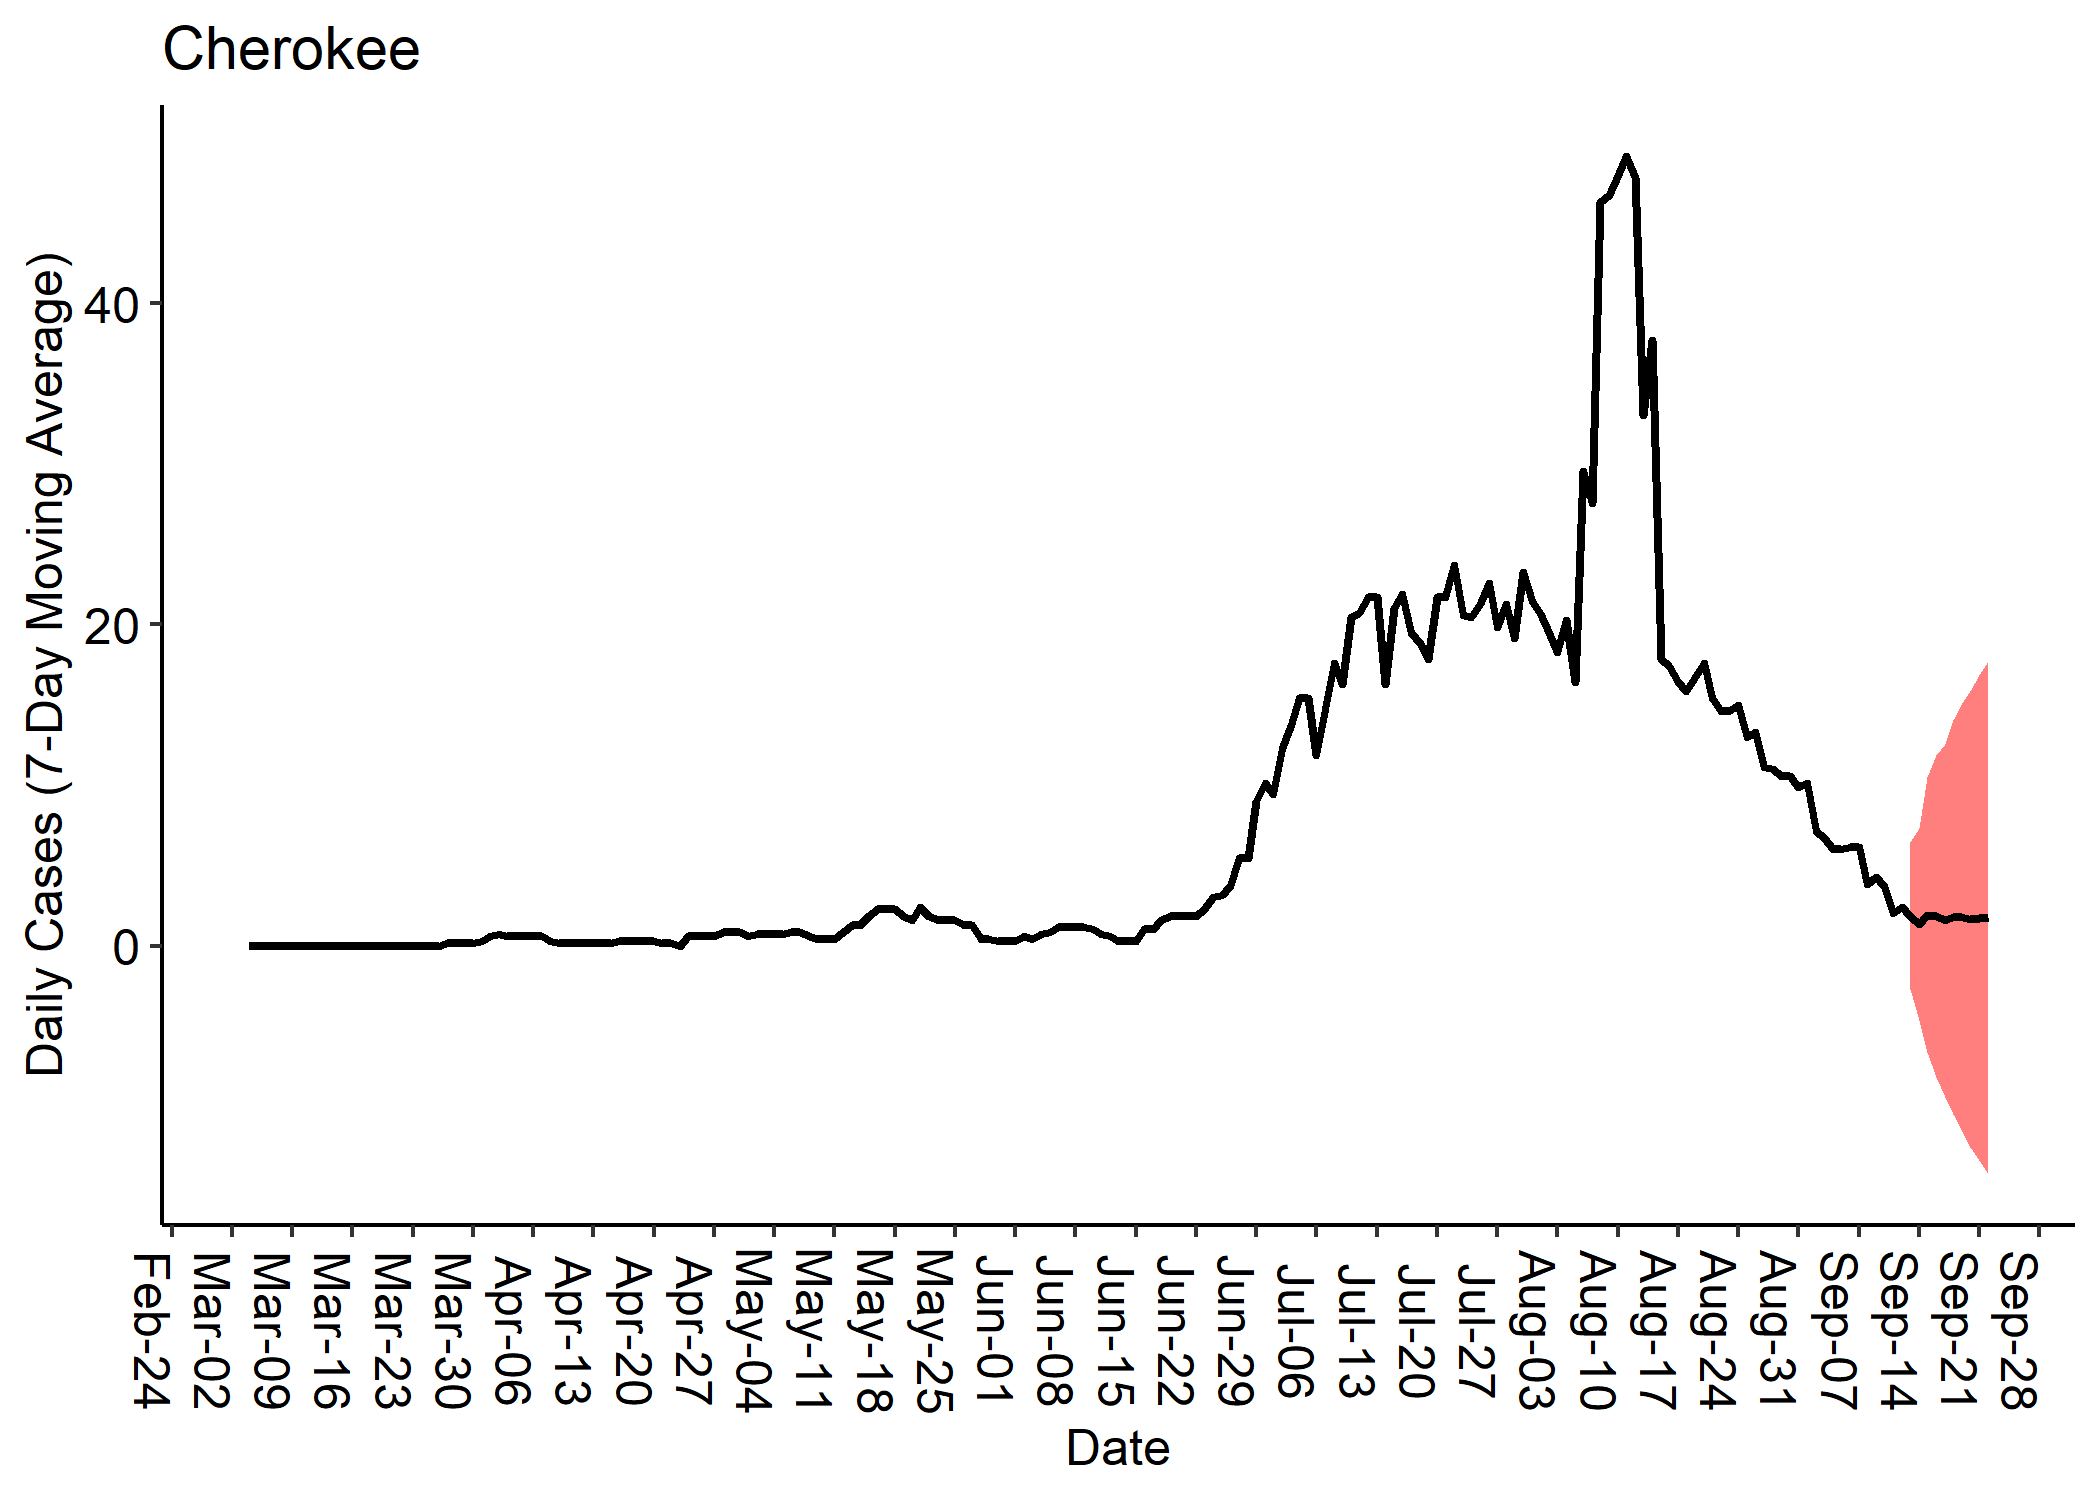 Cherokee
Daily Cases (7-Day Moving Average)
40
20
0
Feb-24
Mar-02
Mar-09
Mar-16
Mar-23
Mar-30
Apr-06
Apr-13
Apr-20
Apr-27
May-04
May-11
May-18
May-25
Jun-01
Jun-08
Jun-15
Jun-22
Jun-29
Jul-06
Jul-13
Jul-20
Jul-27
Aug-03
Aug-10
Aug-17
Aug-24
Aug-31
Sep-07
Sep-14
Sep-21
Sep-28
Date